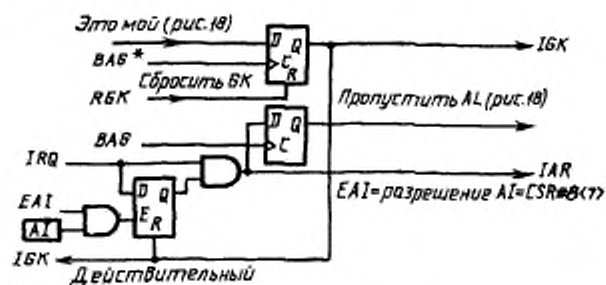 Это мой (рис.18)
D Q
IGK
BAG*
C
R
Сбросить GK
RGK
Пропустить AL (рис.18)
D Q
BAG
C
IRQ
IAR
D Q
EAI=разрешение AI=CSR#8<7>
EAI
E
R
AI
IGK
Действительный